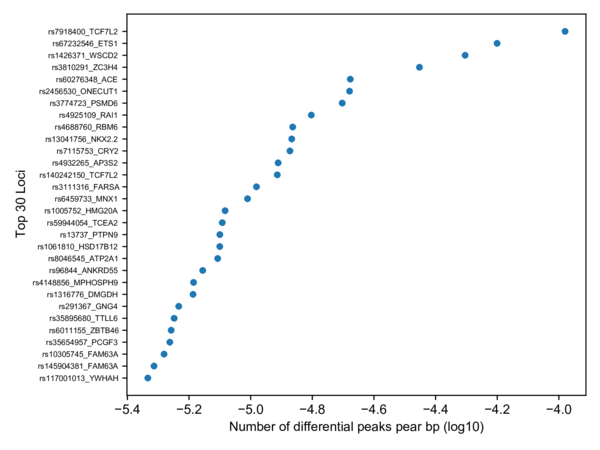 rs7918400_TCF7L2
rs67232546_ETS1
rs1426371_WSCD2
rs3810291_ZC3H4
rs60276348_ACE
rs2456530_ONECUT1
rs3774723_PSMD6
rs4925109_RAI1
rs4688760_RBM6
rs13041756_NKX2.2
rs7115753_CRY2
rs4932265_AP3S2
rs140242150_TCF7L2
rs3111316_FARSA
rs6459733_MNX1
rs1005752_HMG20A
rs59944054_TCEA2
rs13737_PTPN9
rs1061810_HSD17B12
rs8046545_ATP2A1
rs96844_ANKRD55
rs4148856_MPHOSPH9
rs1316776_DMGDH
rs291367_GNG4
rs35895680_TTLL6
rs6011155_ZBTB46
rs35654957_PCGF3
rs10305745_FAM63A
rs145904381_FAM63A
rs117001013_YWHAH
Top 30 Loci
−5.4 −5.2 −5.0 −4.8 −4.6 −4.4 −4.2 −4.0
Number of differential peaks pear bp (log10)